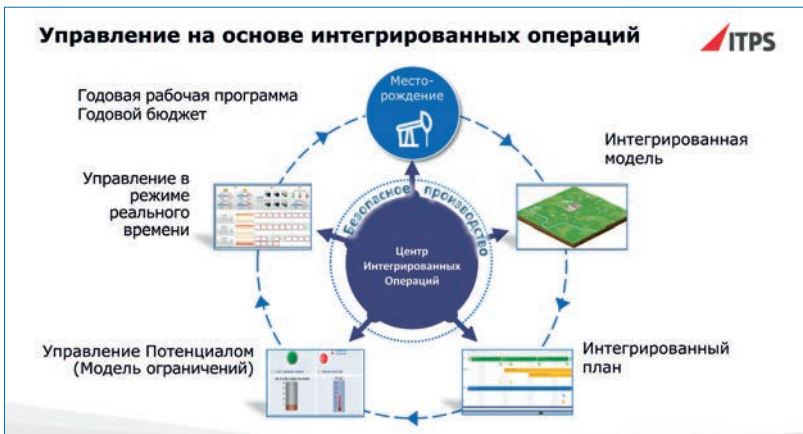 Управление на основе интегрированных операций
ITPS
Годовая рабочая программа
Годовой бюджет
Место-
рождение
Интегрированная
модель
Управление в
режиме
реального
времени
Безопасное производство
Центр
Интегрированных
Операций
Управление Потенциалом
(Модель ограничений)
Интегрированный
план